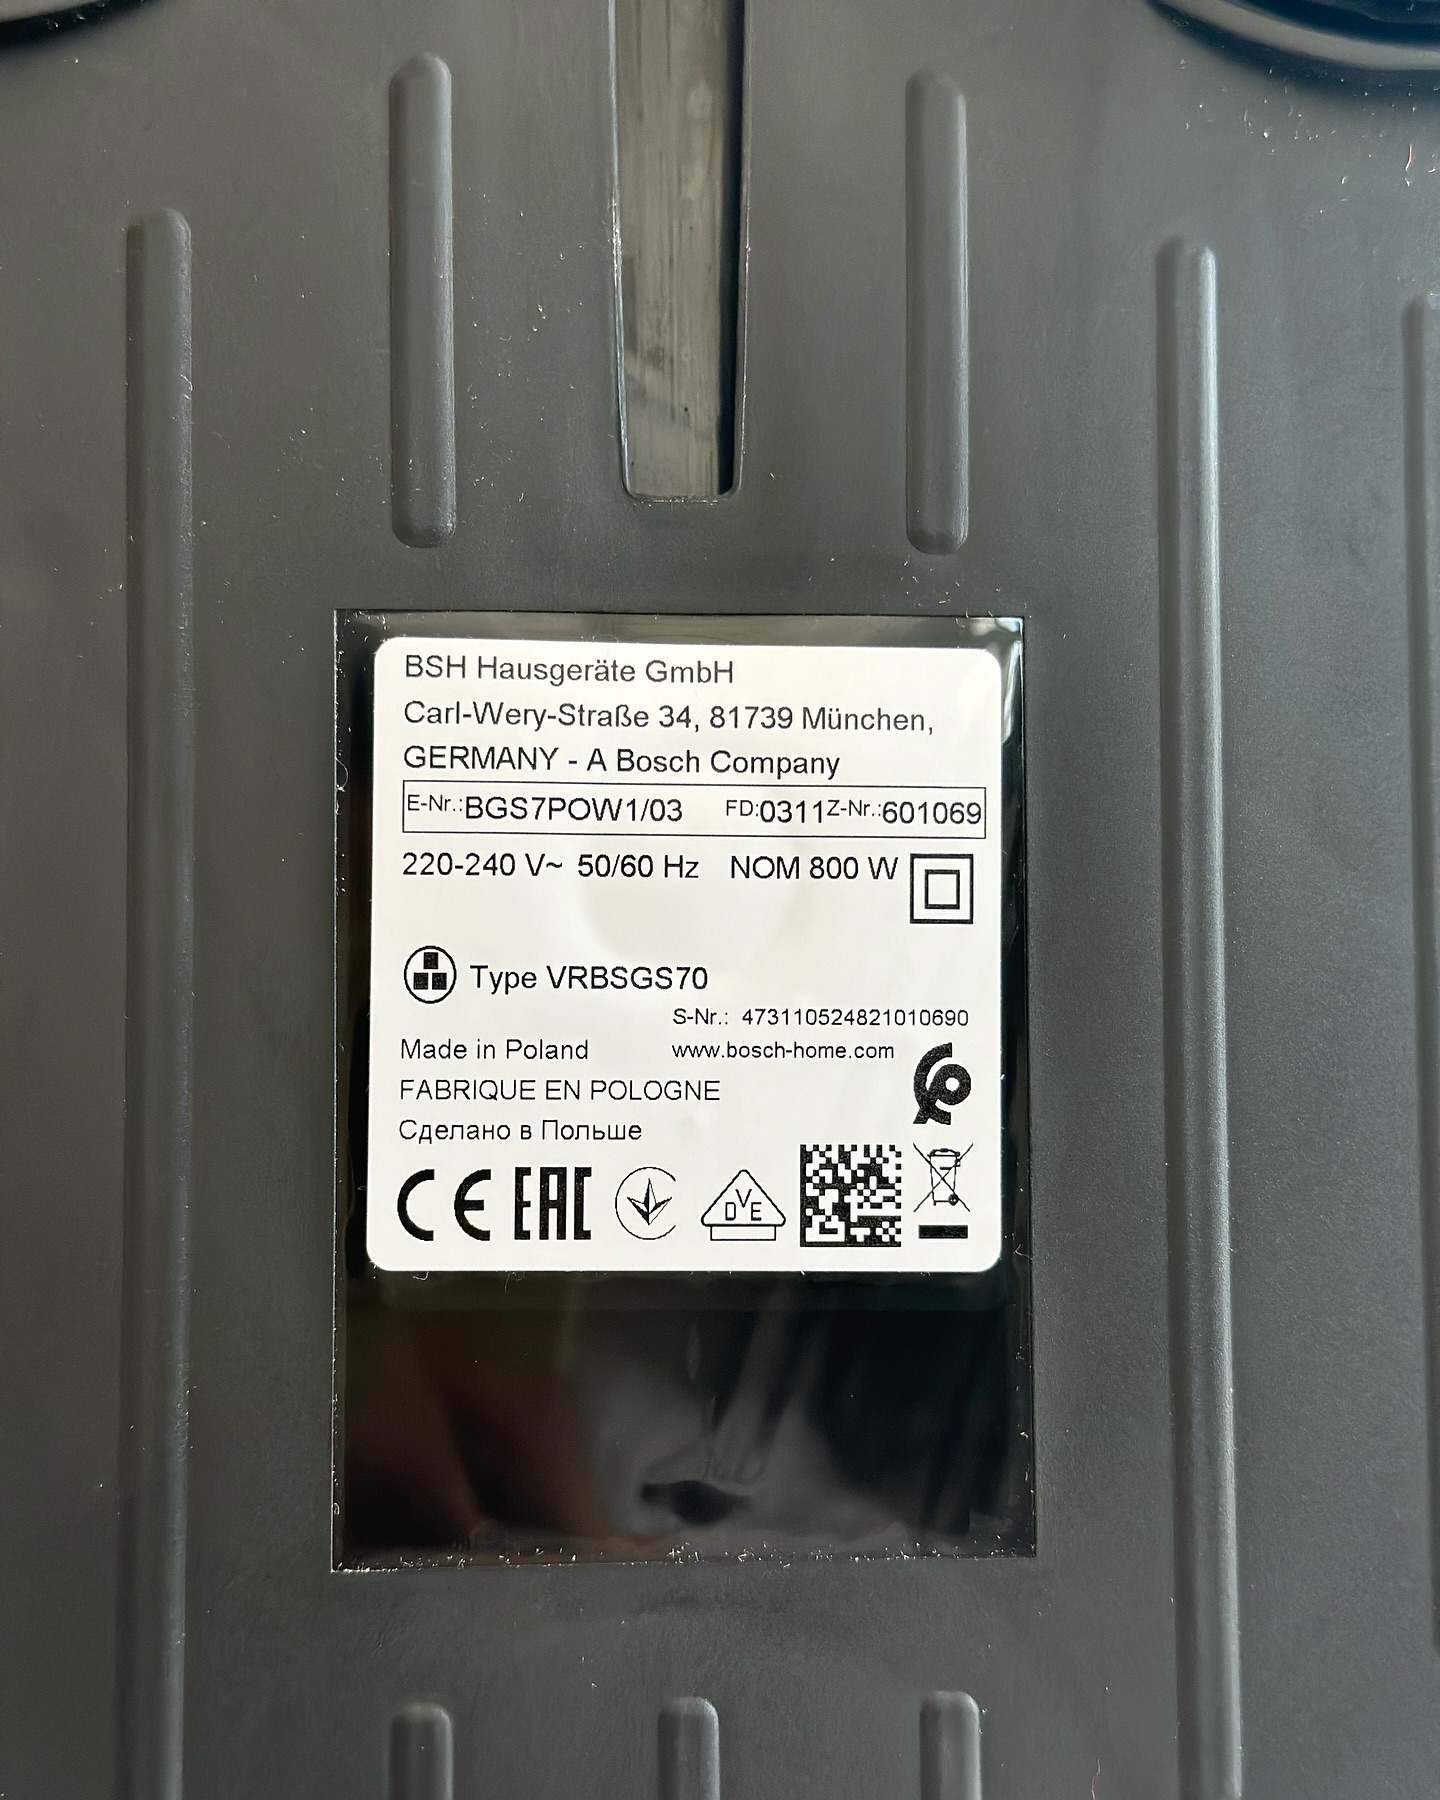 BSH Hausgeräte GmbH
Carl-Wery-Straße 34, 81739 München,
GERMANY - A Bosch Company
E-Nr.:BGS7POW1/03 FD:0311 Z-Nr.:601069
220-240 V~ 50/60 Hz NOM 800 W
Type VRBSGS70
S-Nr.: 473110524821010690
Made in Poland www.bosch-home.com
FABRIQUE EN POLOGNE
Сделано в Польше
CE EAC DVE